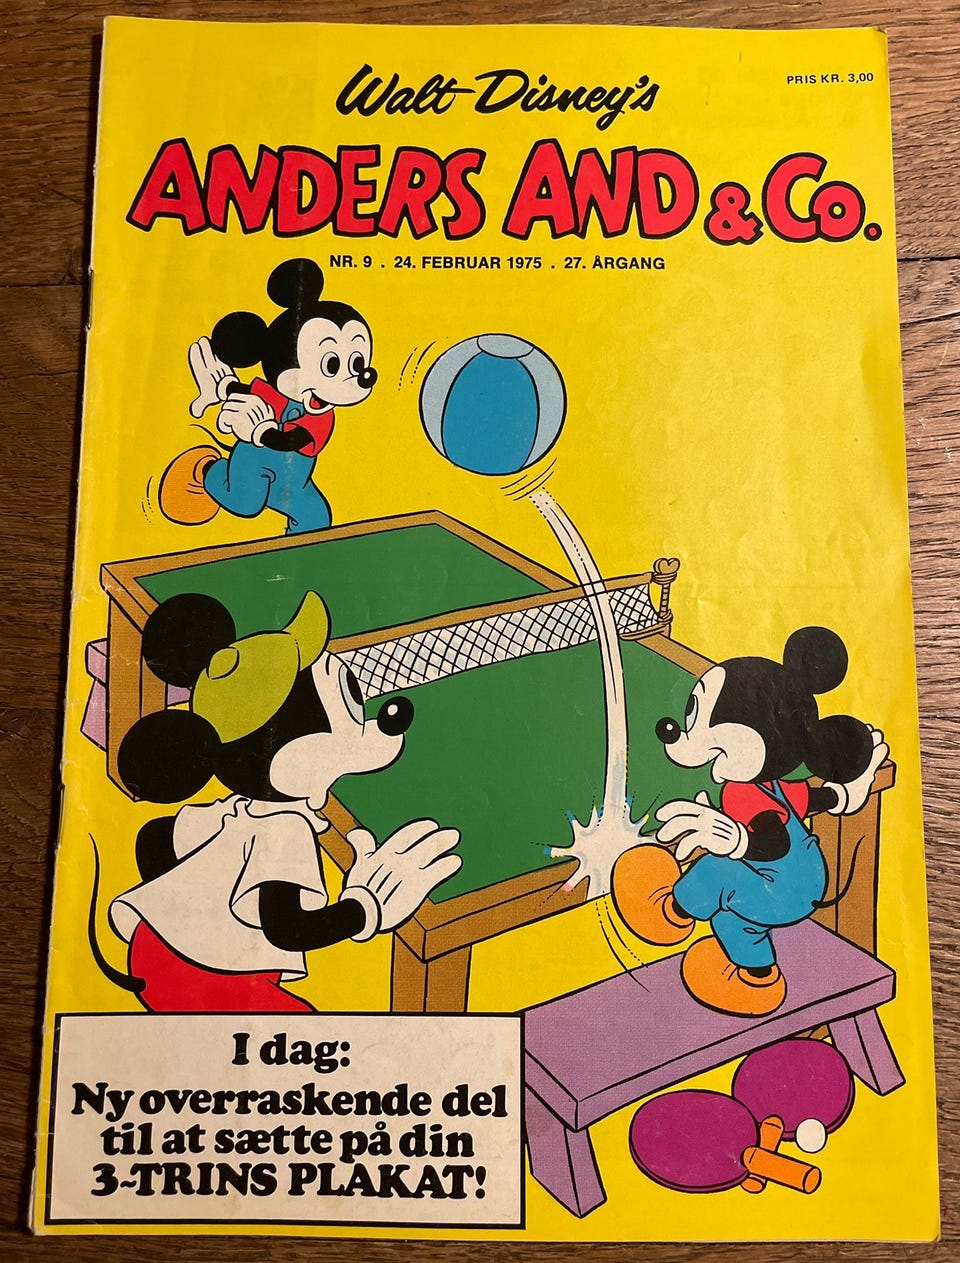 PRIS KR. 3,00
Walt Disney's
ANDERS AND & Co.
NR. 9 . 24. FEBRUAR 1975 . 27. ÅRGANG
I dag:
Ny overraskende del
til at sætte på din
3-TRINS PLAKAT!